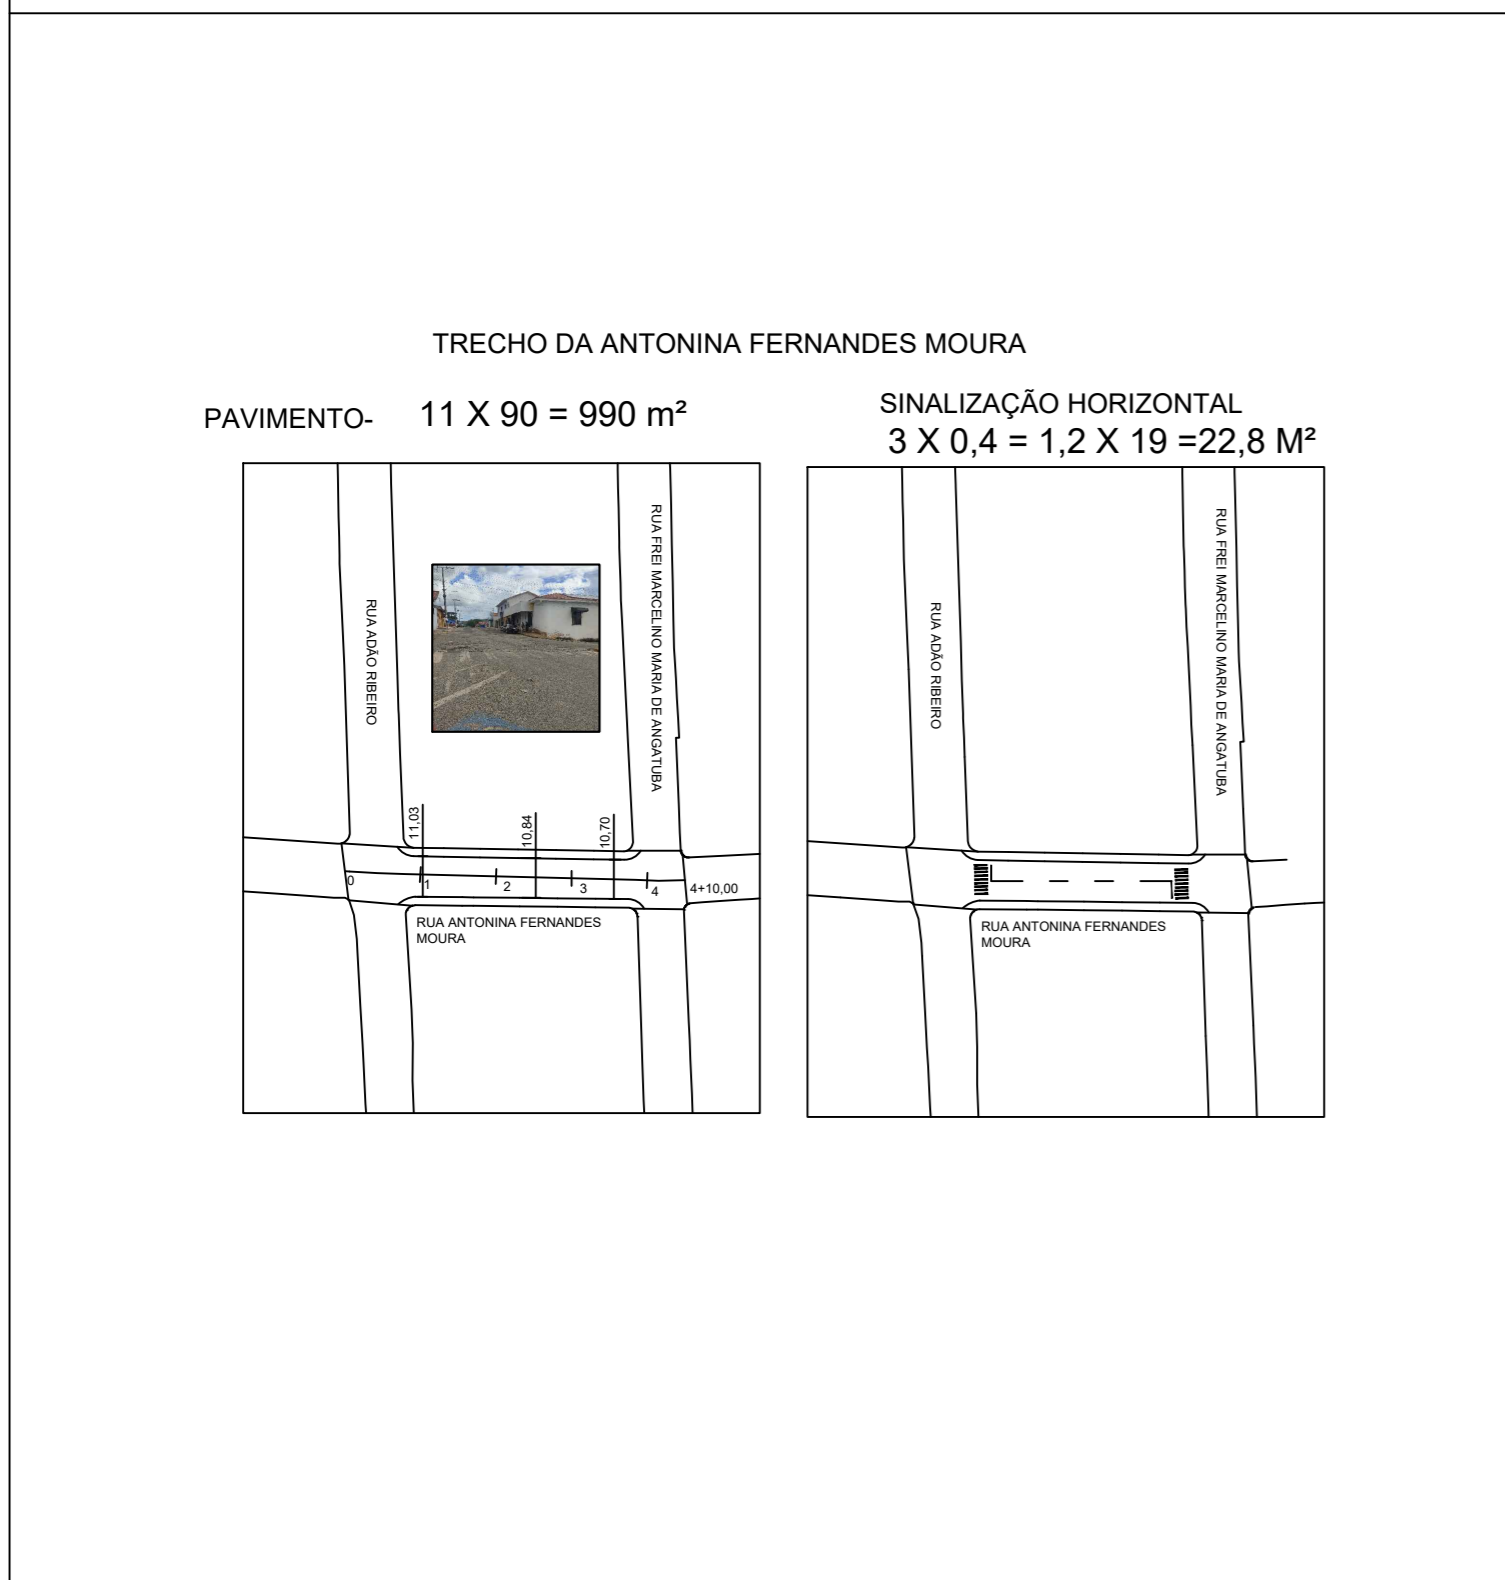 TRECHO DA ANTONINA FERNANDES MOURA
PAVIMENTO- 11 X 90 = 990 m²
SINALIZAÇÃO HORIZONTAL
3 X 0,4 = 1,2 X 19 =22,8 M²
RUA ADÃO RIBEIRO
RUA FREI MARCELINO MARIA DE ANGATUBA
11,03
10,84
10,70
0
1
2
3
4
4+10,00
RUA ANTONINA FERNANDES
MOURA
RUA ADÃO RIBEIRO
RUA FREI MARCELINO MARIA DE ANGATUBA
RUA ANTONINA FERNANDES
MOURA